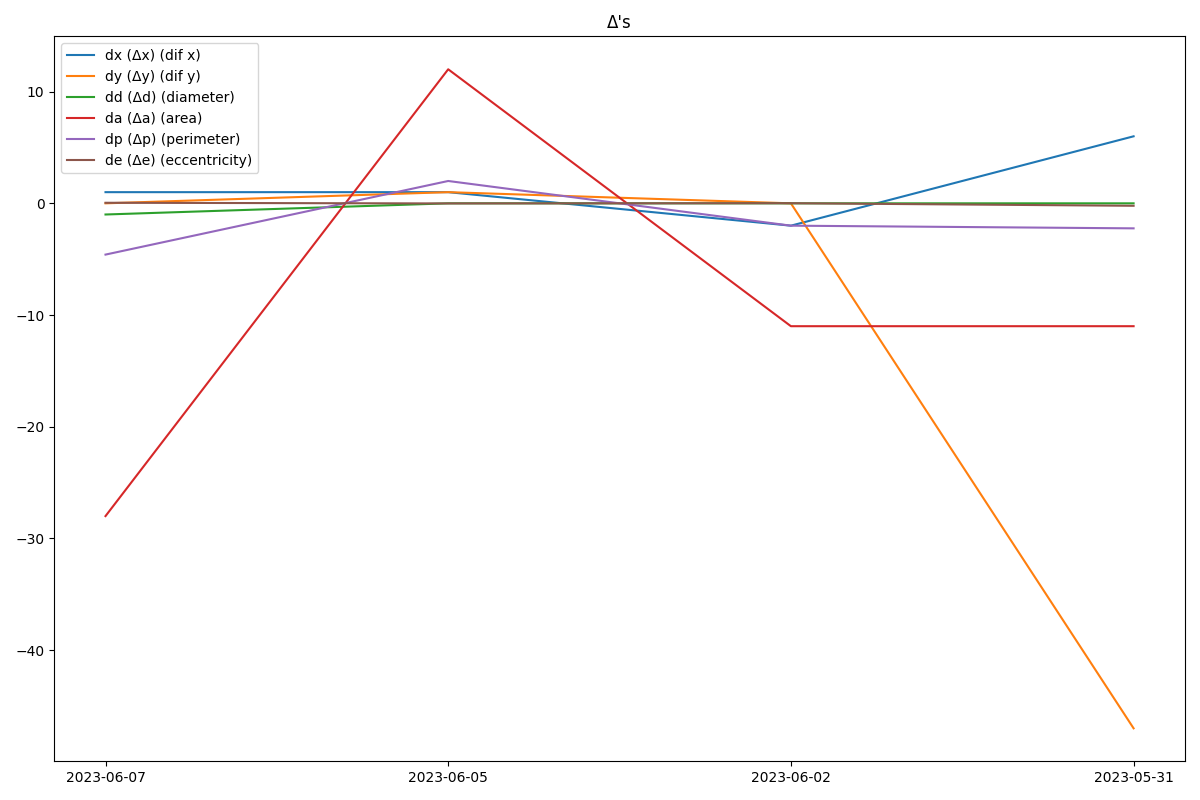 Δ's
dx (Δx) (dif x)
dy (Δy) (dif y)
dd (Δd) (diameter)
da (Δa) (area)
dp (Δp) (perimeter)
de (Δe) (eccentricity)
10
0
−10
−20
−30
−40
2023-06-07 2023-06-05 2023-06-02 2023-05-31